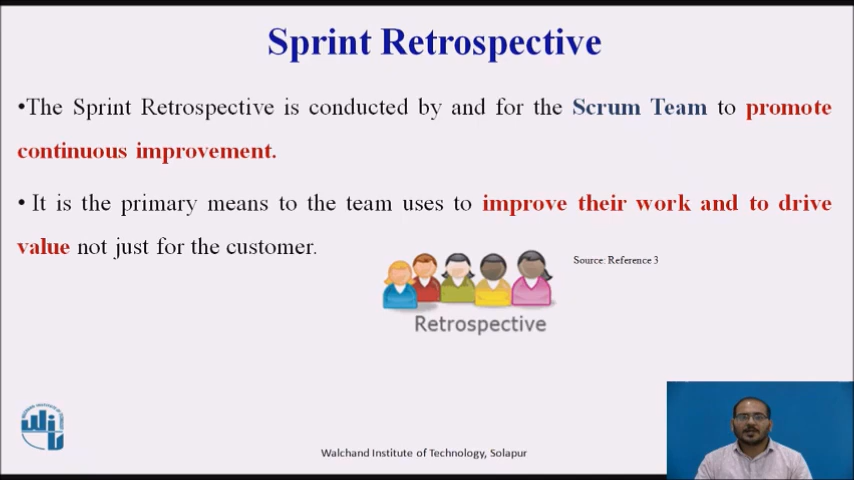 Sprint Retrospective
•The Sprint Retrospective is conducted by and for the Scrum Team to promote
continuous improvement.
• It is the primary means to the team uses to improve their work and to drive
value not just for the customer.
Source: Reference 3
Retrospective
Walchand Institute of Technology, Solapur